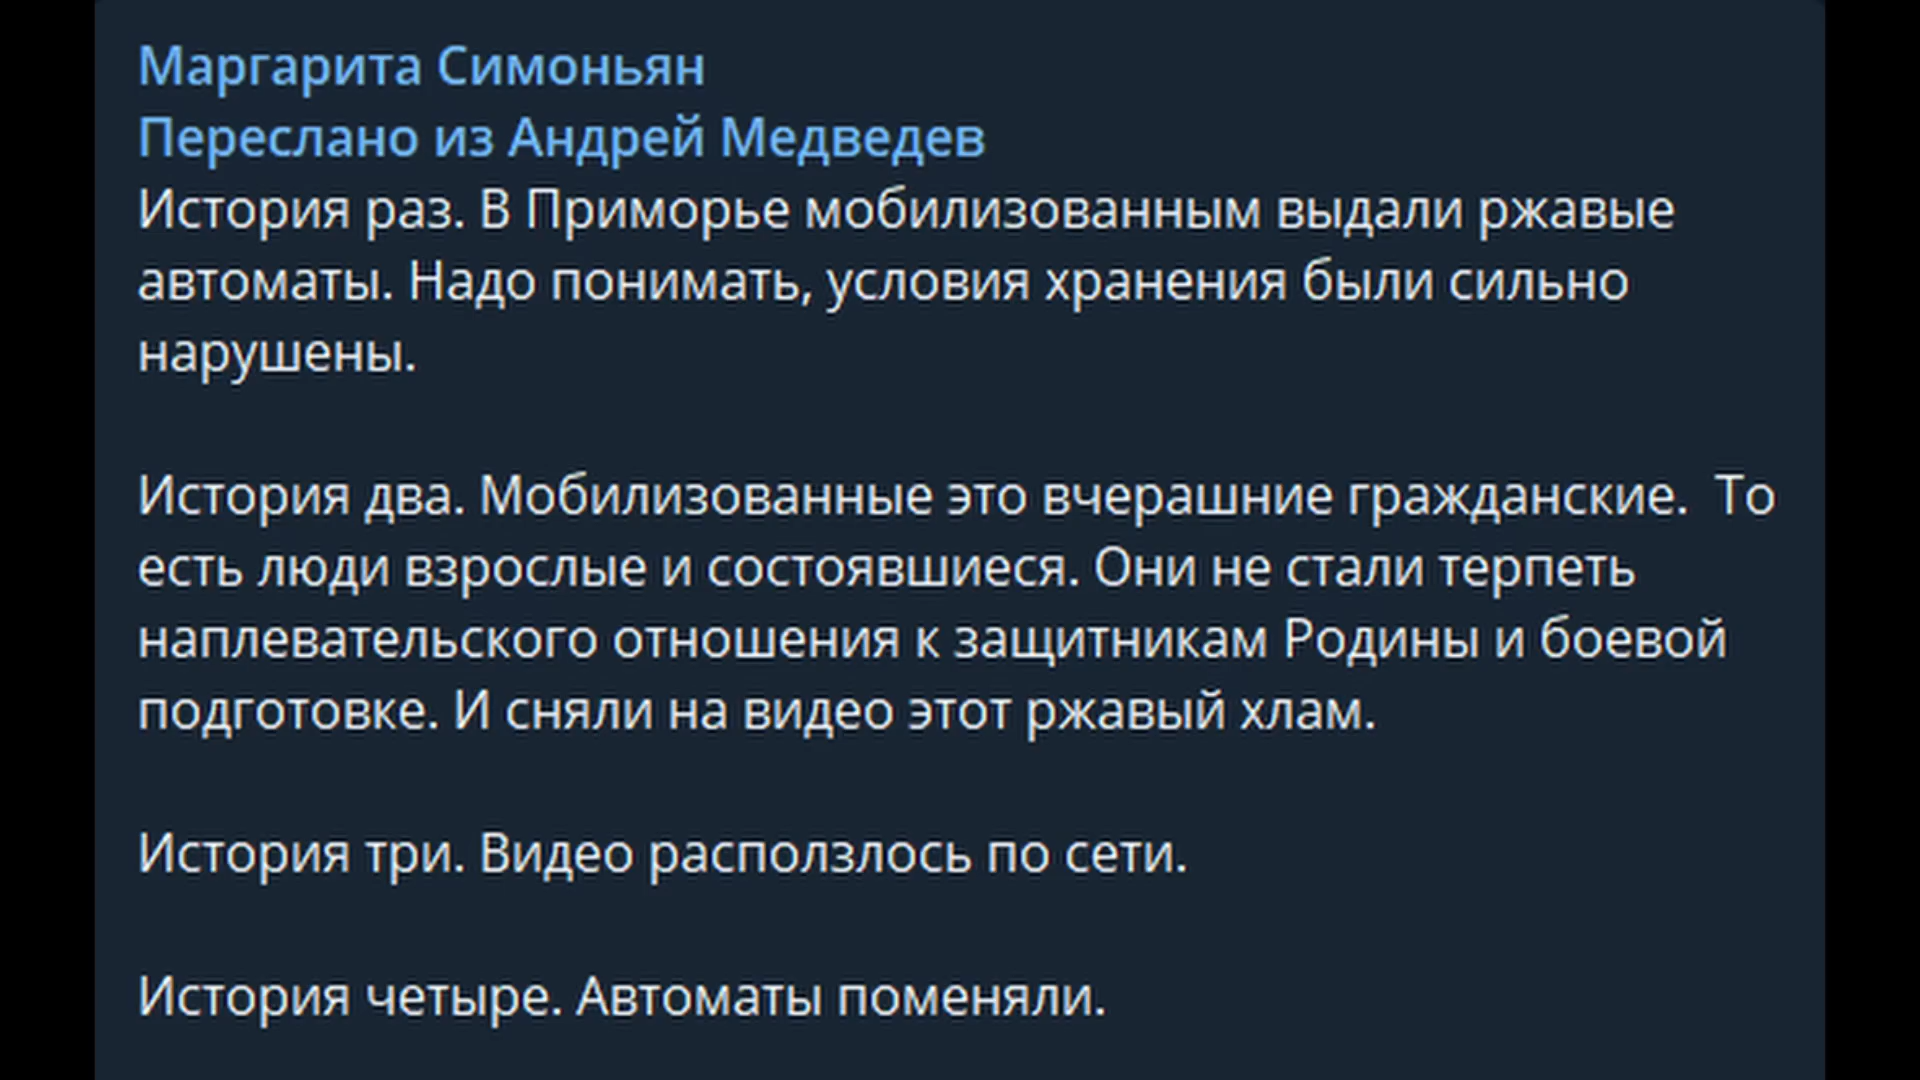 Маргарита Симоньян
Переслано из Андрей Медведев
История раз. В Приморье мобилизованным выдали ржавые
автоматы. Надо понимать, условия хранения были сильно
нарушены.
История два. Мобилизованные это вчерашние гражданские.  То
есть люди взрослые и состоявшиеся. Они не стали терпеть
наплевательского отношения к защитникам Родины и боевой
подготовке. И сняли на видео этот ржавый хлам.
История три. Видео расползлось по сети.
История четыре. Автоматы поменяли.